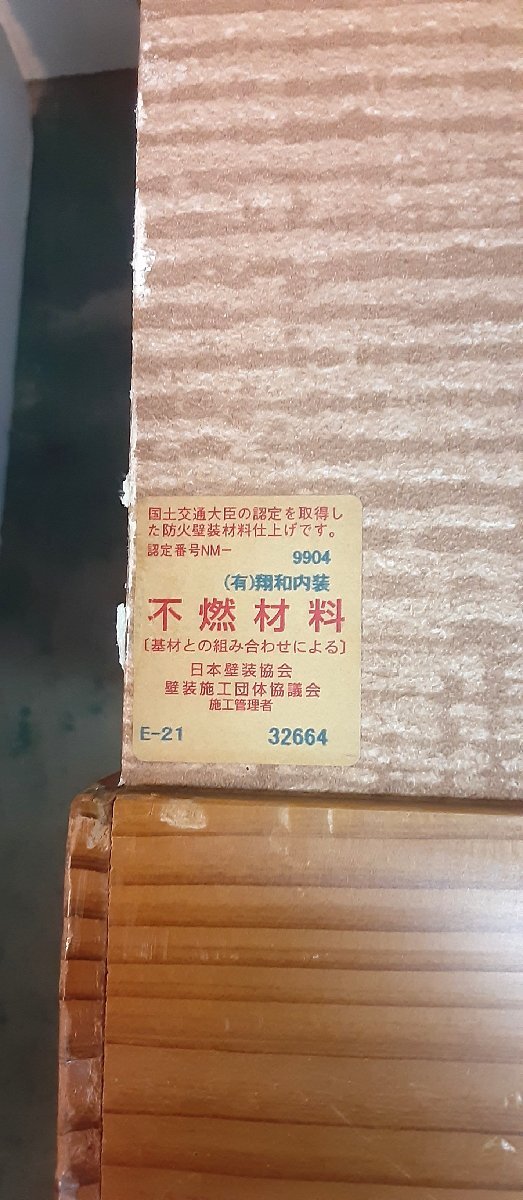 国土交通大臣の認定を取得し
た防火壁装材料仕上げです。
認定番号NM－ 9904
(有)翔和内装
不燃材料
〔基材との組み合わせによる〕
日本壁装協会
壁装施工団体協議会
施工管理者
E-21 32664